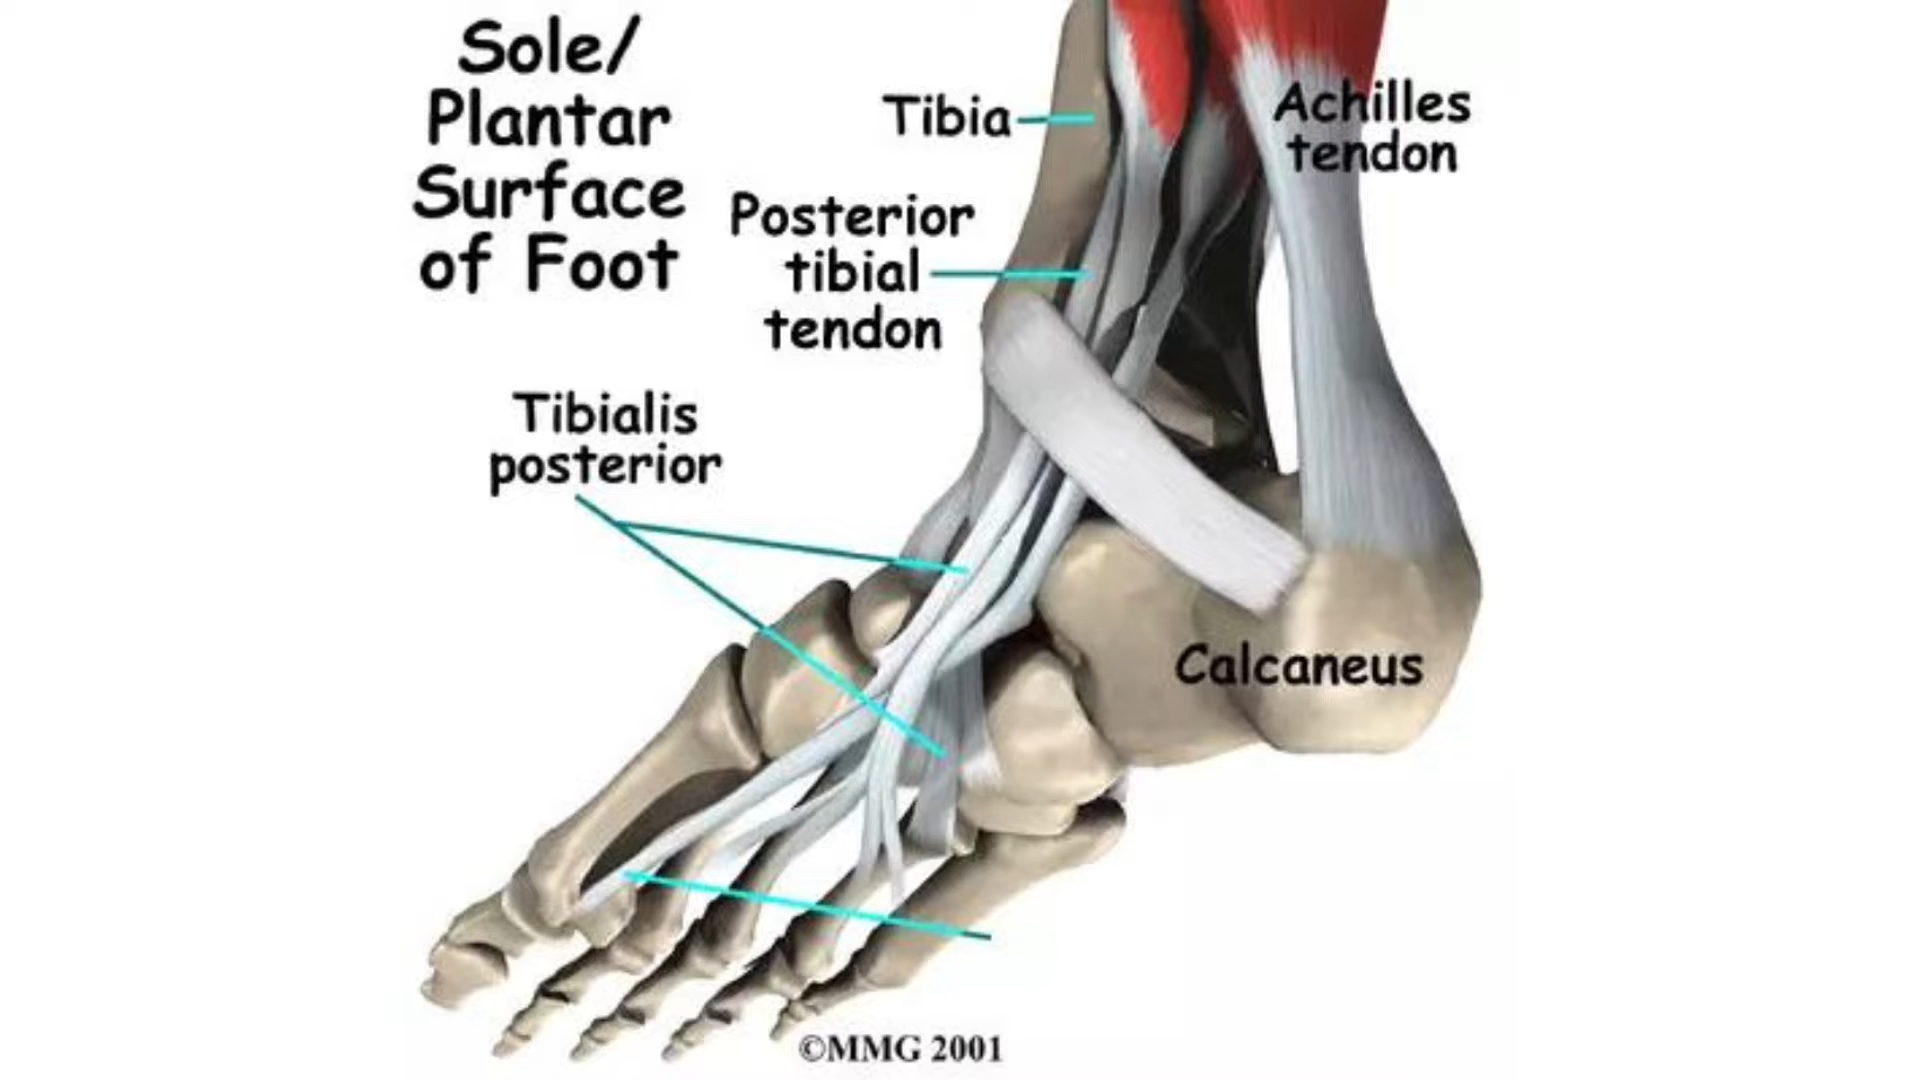 Sole/
Plantar
Surface
of Foot
Tibia
Achilles
tendon
Posterior
tibial
tendon
Tibialis
posterior
Calcaneus
©MMG 2001